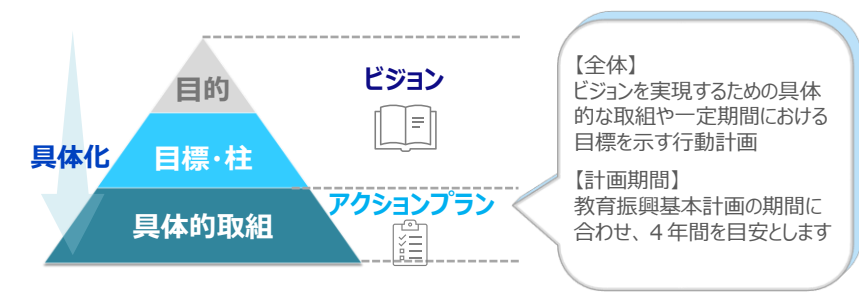 目的
目標・柱
具体的取組
具体化
ビジョン
アクションプラン
【全体】
ビジョンを実現するための具体
的な取組や一定期間における
目標を示す行動計画
【計画期間】
教育振興基本計画の期間に
合わせ、４年間を目安とします